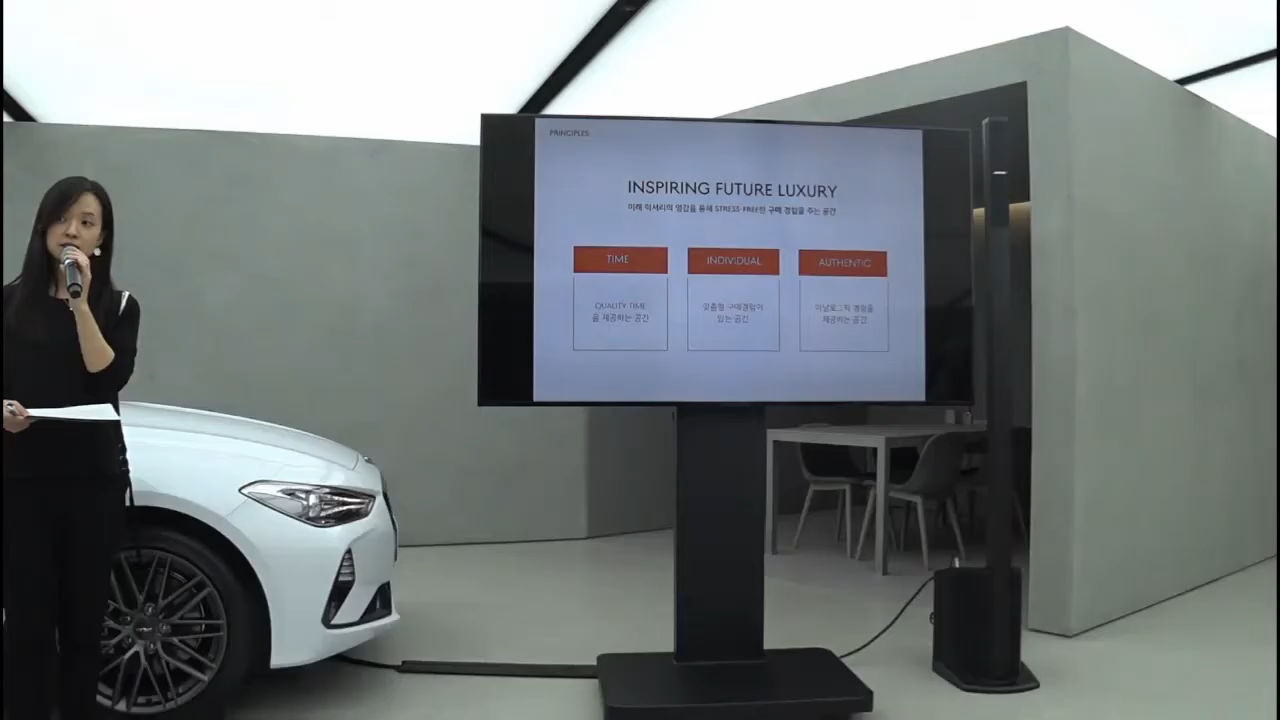 PRINCIPLES
INSPIRING FUTURE LUXURY
미래 럭셔리의 영감을 통해 STRESS-FREE한 구매 경험을 주는 공간
TIME
QUALITY TIME
을 제공하는 공간
INDIVIDUAL
맞춤형 구매경험이
있는 공간
AUTHENTIC
아날로그적 경험을
제공하는 공간